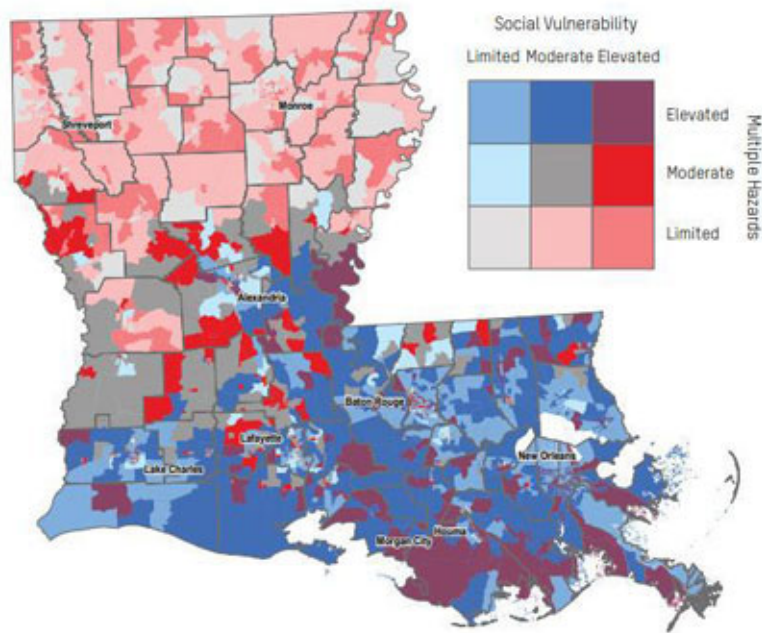 Social Vulnerability
Limited Moderate Elevated
Elevated
Moderate
Limited
Multiple Hazards
Monroe
Shreveport
Alexandria
Baton Rouge
Lafayette
New Orleans
Lake Charles
Houma
Morgan City